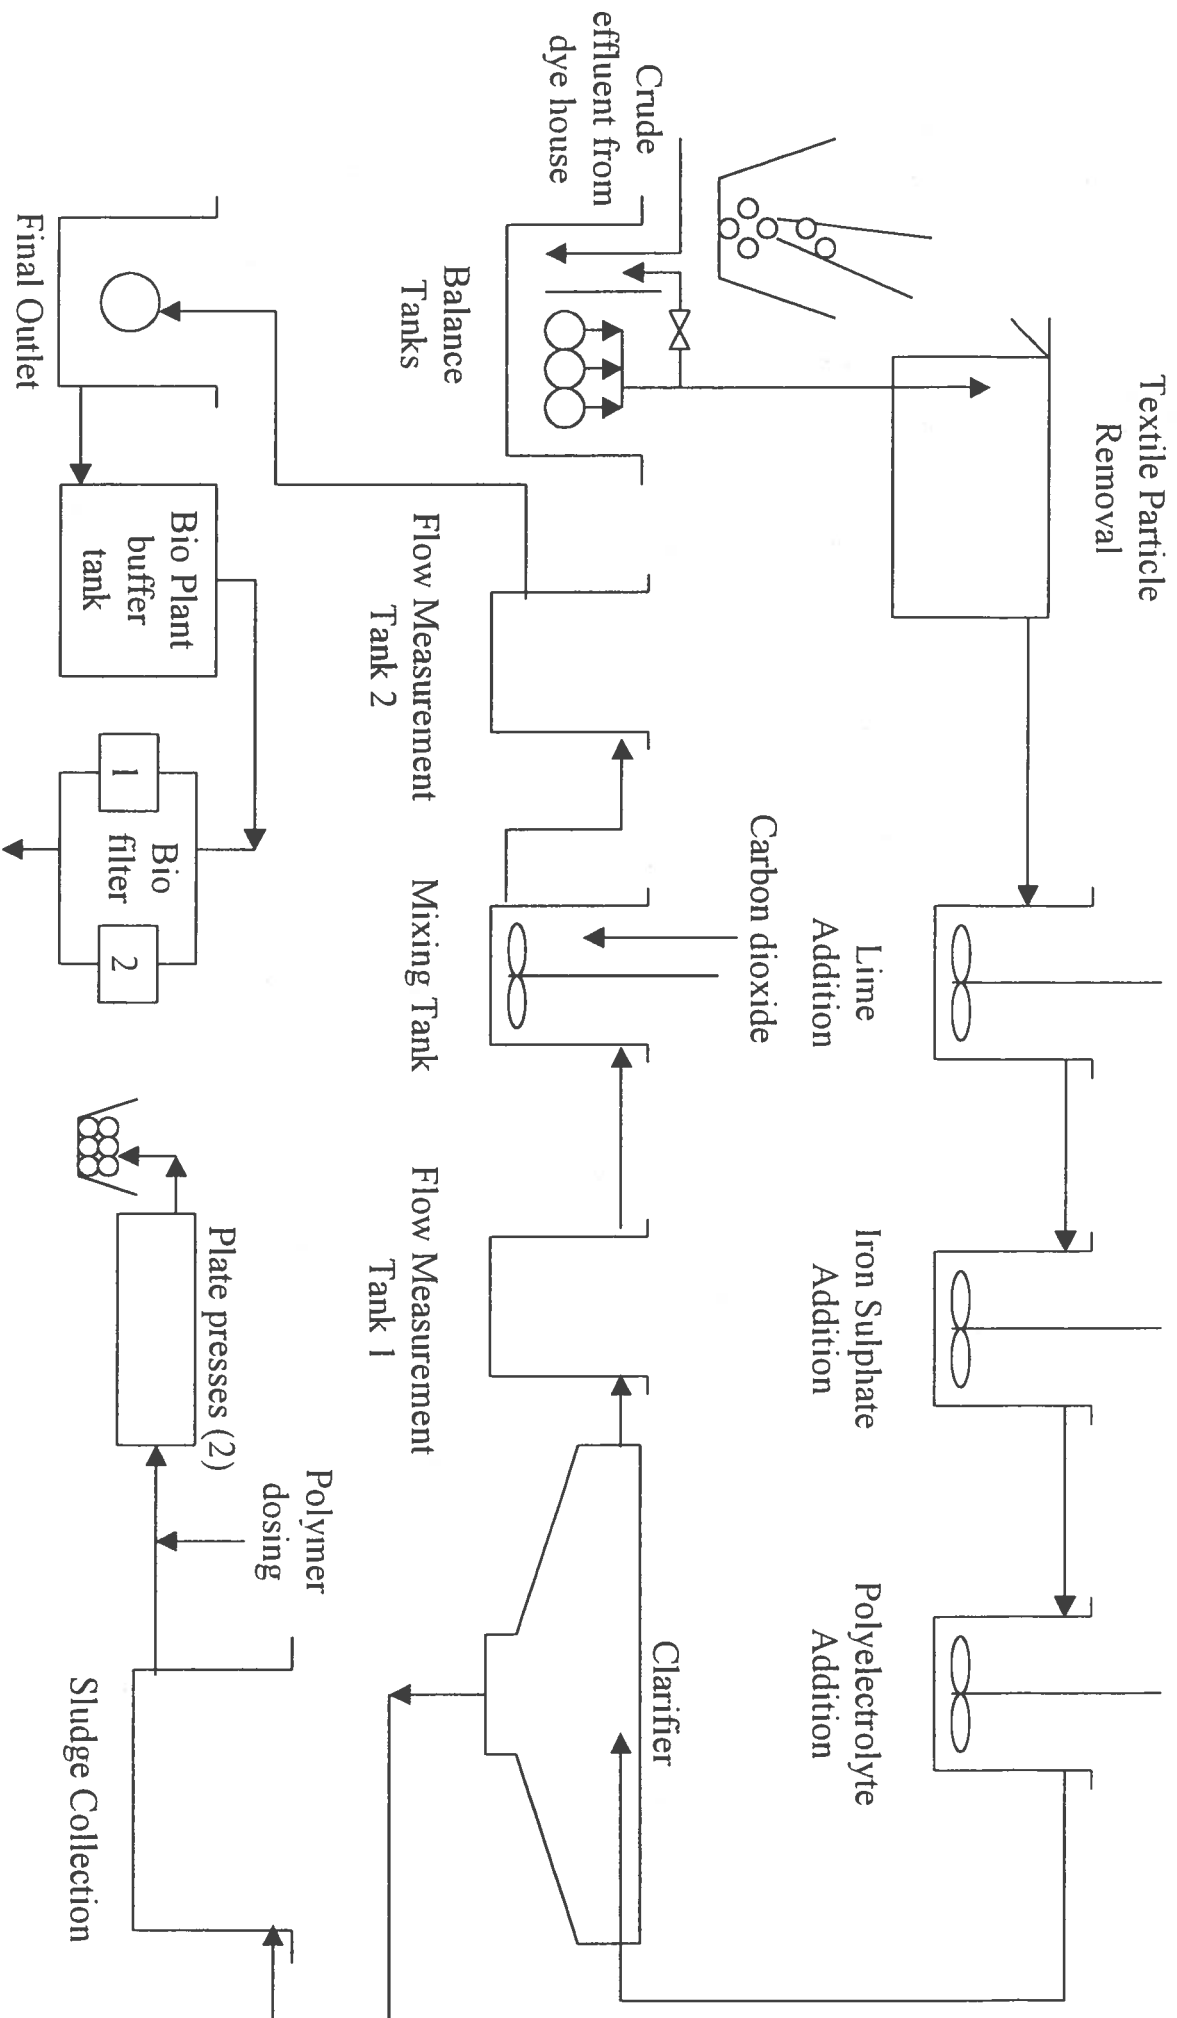 Textile Particle
Removal
Lime
Addition
Iron Sulphate
Addition
Polyelectrolyte
Addition
Crude
effluent from
dye house
Balance
Tanks
Carbon dioxide
Flow Measurement
Tank 2
Mixing Tank
Flow Measurement
Tank 1
Clarifier
Final Outlet
Bio Plant
buffer
tank
1
Bio
filter
2
Plate presses (2)
Polymer
dosing
Sludge Collection